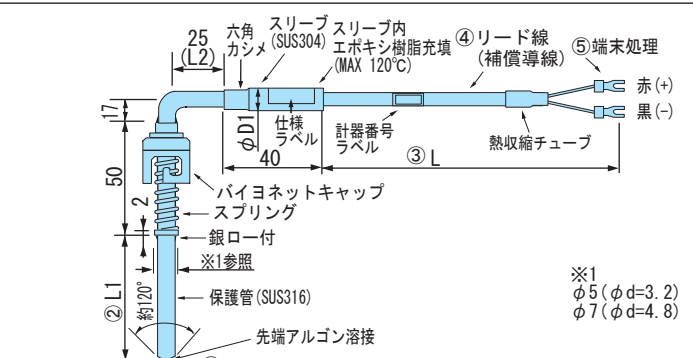 25
(L2)
六角
カシメ
スリーブ
(SUS304)
スリーブ内
エポキシ樹脂充填
(MAX 120℃)
④リード線
(補償導線)
⑤端末処理
赤(+)
黒(-)
17
φD1
仕様
ラベル
計器番号
ラベル
熱収縮チューブ
40
③L
50
バイヨネットキャップ
2
スプリング
銀ロー付
※1参照
②L1
保護管(SUS316)
約120°
先端アルゴン溶接
※1
φ5(φd=3.2)
φ7(φd=4.8)